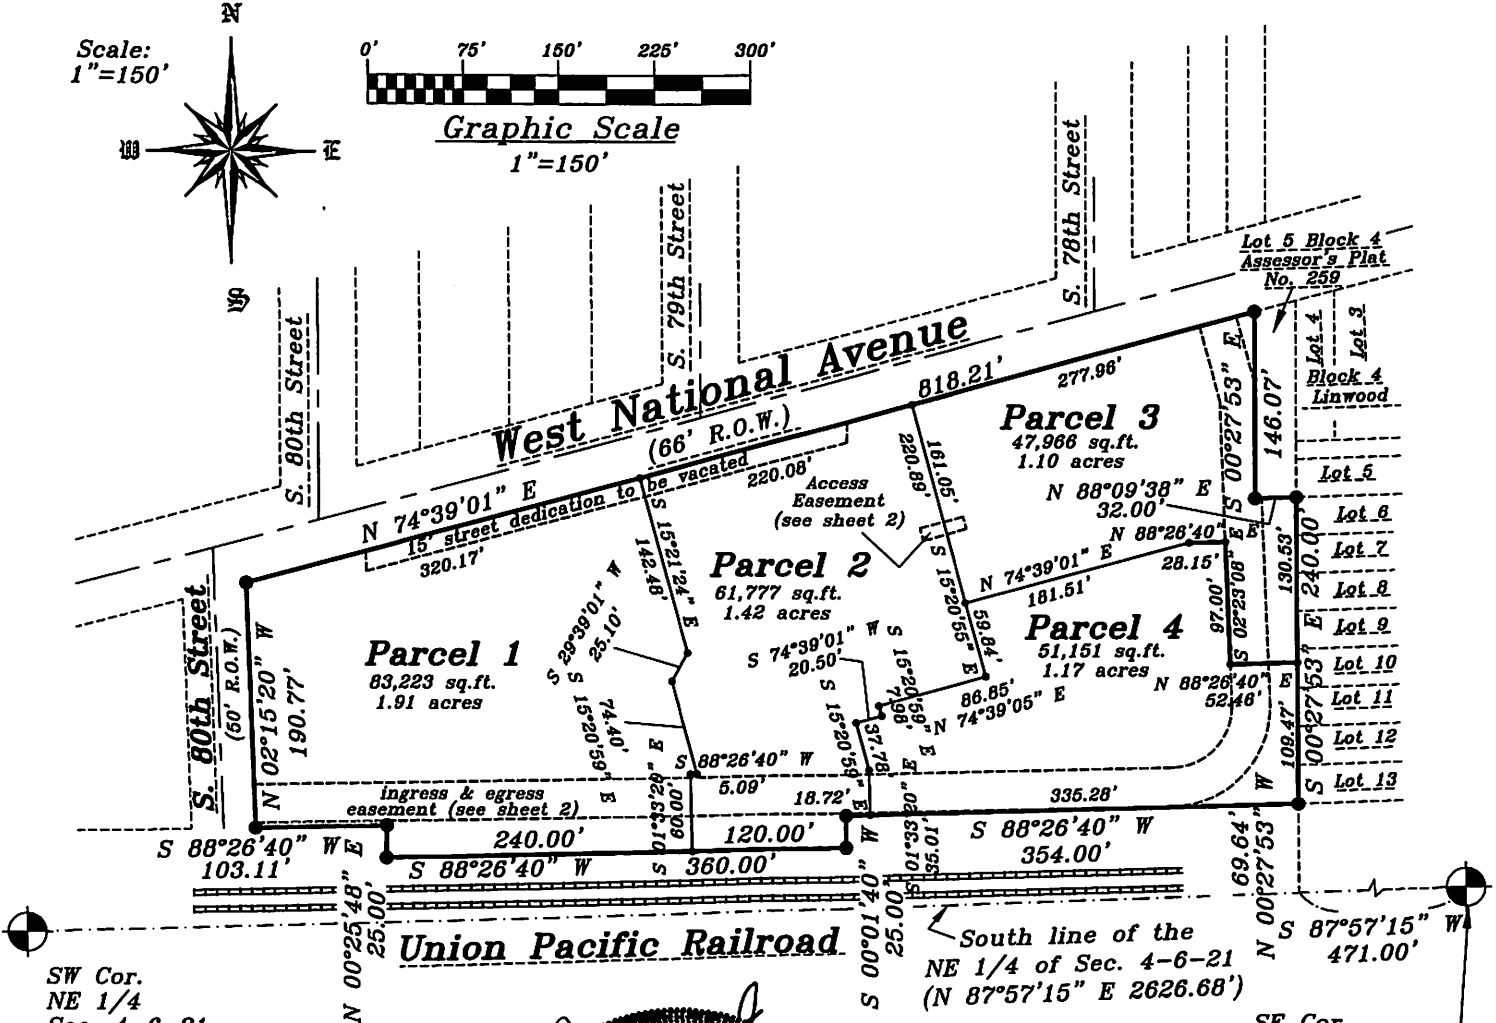 N
W
E
S
Scale:
1"=150'
0' 75' 150' 225' 300'
Graphic Scale
1"=150'
S. 80th Street
S. 79th Street
S. 78th Street
Lot 5 Block 4
Assessor's Plat
No. 259
Lot 4
Lot 3
Block 4
Linwood
West National Avenue
(66' R.O.W.)
818.21'
277.96'
N 74°39'01" E
15' street dedication to be vacated
320.17'
220.08'
S 00°27'53" E
146.07'
Parcel 3
47,966 sq.ft.
1.10 acres
N 88°09'38" E
32.00'
161.05'
220.89'
S 15°20'55" E
59.84'
Access
Easement
(see sheet 2)
S 15°21'24" E
142.48'
Parcel 2
61,777 sq.ft.
1.42 acres
N 88°26'40" E
28.15'
N 74°39'01" E
181.51'
130.53'
240.00'
S 00°27'53" E
109.47'
97.00'
S 02°23'08" E
Lot 5
Lot 6
Lot 7
Lot 8
Lot 9
Lot 10
Lot 11
Lot 12
Lot 13
S. 80th Street
(50' R.O.W.)
N 02°15'20" W
190.77'
Parcel 1
83,223 sq.ft.
1.91 acres
S 29°39'01" W
25.10'
S 15°20'59" E
74.40'
S 74°39'01" W
20.50'
S 15°20'59" E
7.98'
S 15°20'59" E
37.78'
Parcel 4
51,151 sq.ft.
1.17 acres
N 88°26'40" E
52.46'
86.85'
N 74°39'05" E
S 88°26'40" W
5.09'
S 01°33'20" E
60.00'
ingress & egress
easement (see sheet 2)
18.72'
335.28'
S 88°26'40" W
354.00'
S 01°33'20" E
35.01'
S 88°26'40" W
103.11'
240.00'
120.00'
S 88°26'40" W 360.00'
N 00°25'48" E
25.00'
S 00°01'40" W
25.00'
69.64'
N 00°27'53" W
Union Pacific Railroad
South line of the
NE 1/4 of Sec. 4-6-21
(N 87°57'15" E 2626.68')
S 87°57'15" W
471.00'
SW Cor.
NE 1/4
Sec. 4-6-21
SE Cor.